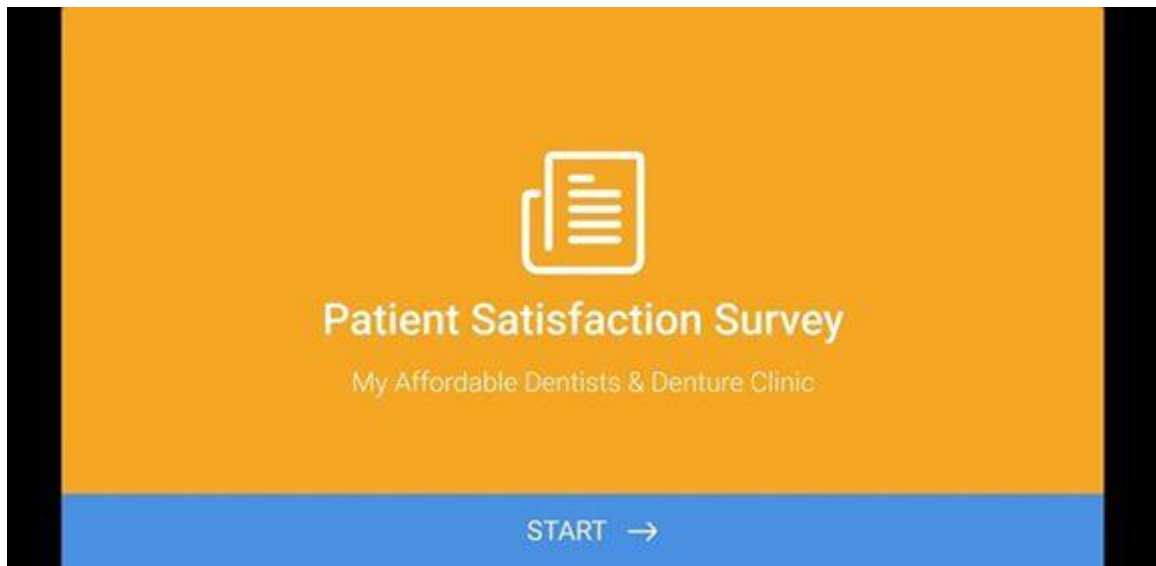 Patient Satisfaction Survey
My Affordable Dentists & Denture Clinic
START →